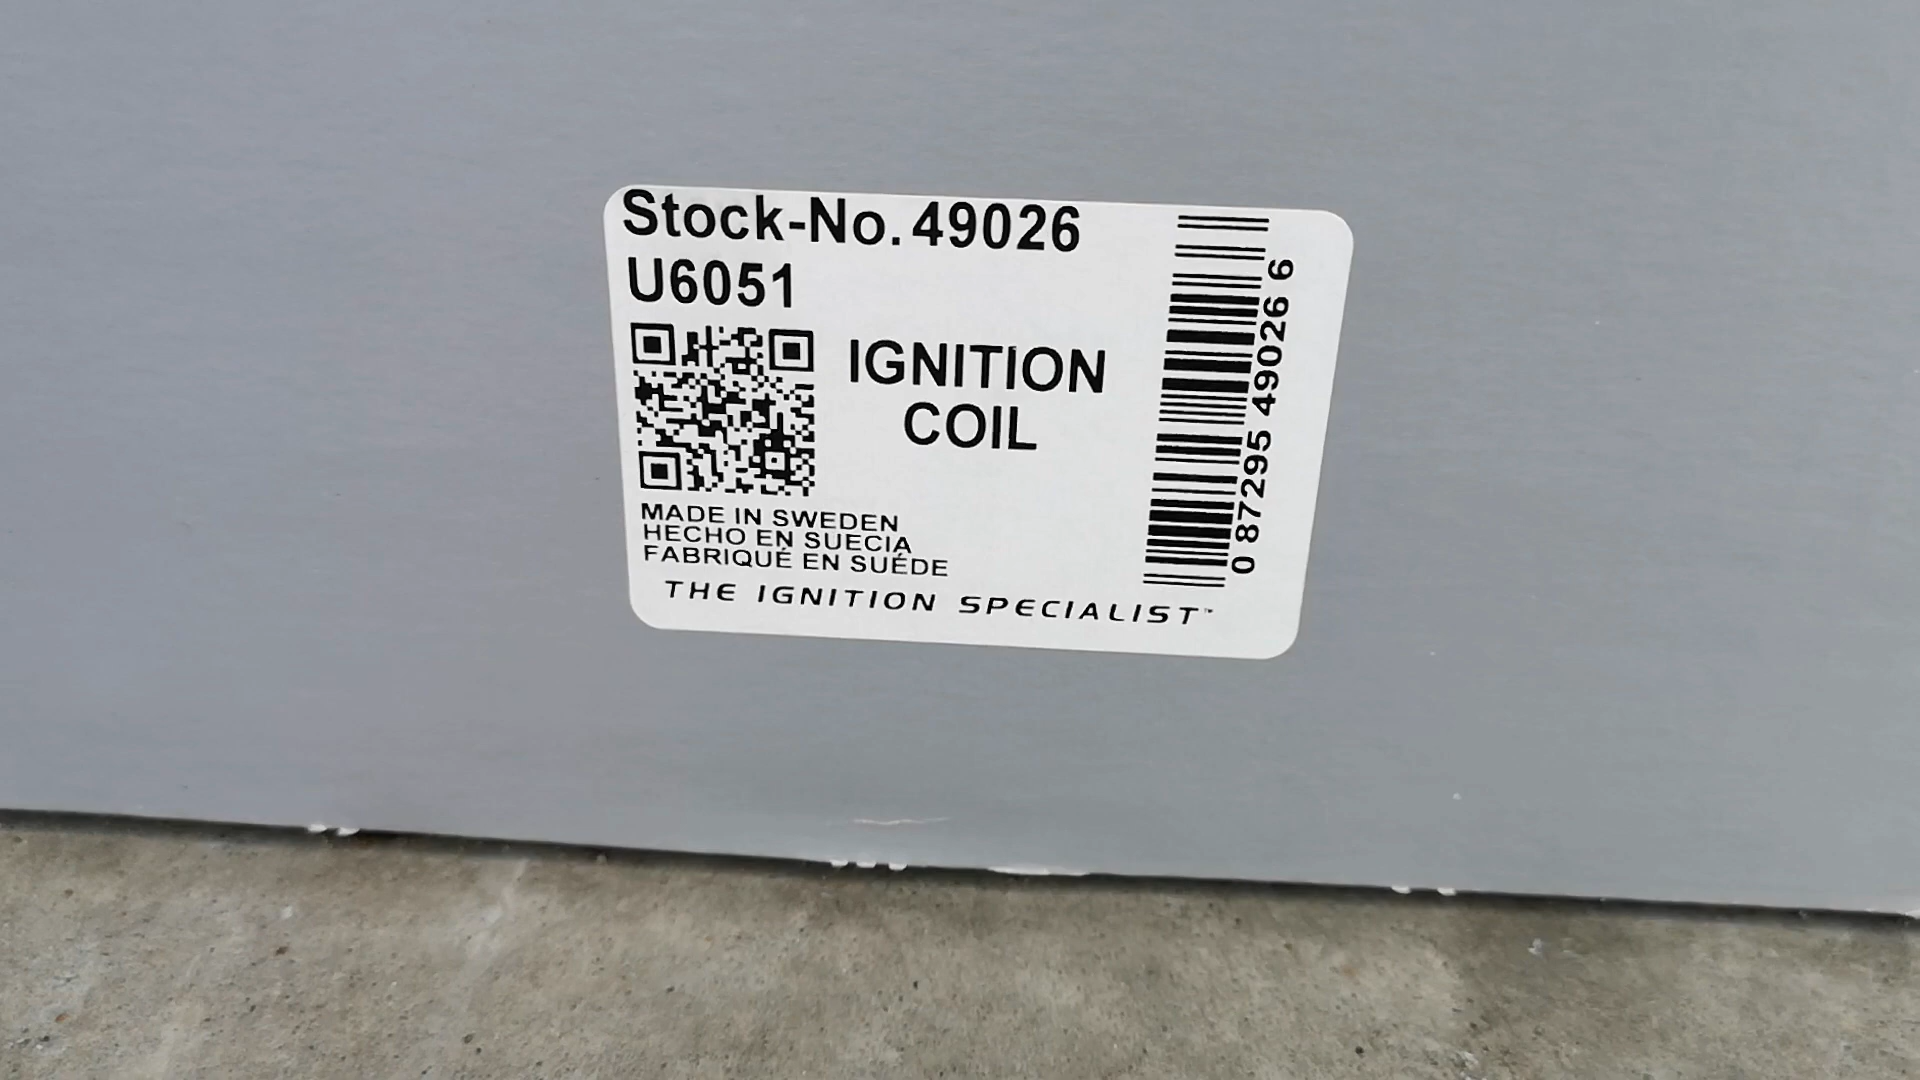 Stock-No. 49026
U6051
IGNITION
COIL
MADE IN SWEDEN
HECHO EN SUECIA
FABRIQUÉ EN SUÉDE
THE IGNITION SPECIALIST™
0 87295 49026 6